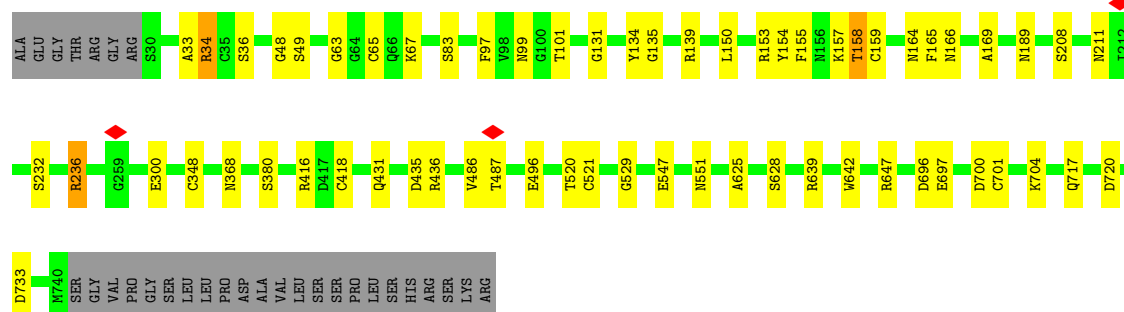 ALA GLU GLY THR ARG GLY ARG S30 A33 R34 C35 S36 G48 S49 G63 G64 C65 Q66 K67 S83 F97 V98 N99 G100 T101 G131 Y134 G135 R139 L150 R153 Y154 F155 N156 K157 T158 C159 N164 F165 N166 A169 N189 S208 N211 I212
S232 R236 G259 E300 C348 N368 S380 R416 D417 C418 Q431 D435 R436 V486 T487 E496 T520 C521 G529 E547 N551 A625 S628 R639 W642 R647 D696 E697 D700 C701 K704 Q717 D720
D733 M740 SER GLY VAL PRO GLY SER LEU LEU PRO ASP ALA VAL LEU SER SER PRO LEU SER HIS ARG SER LYS ARG